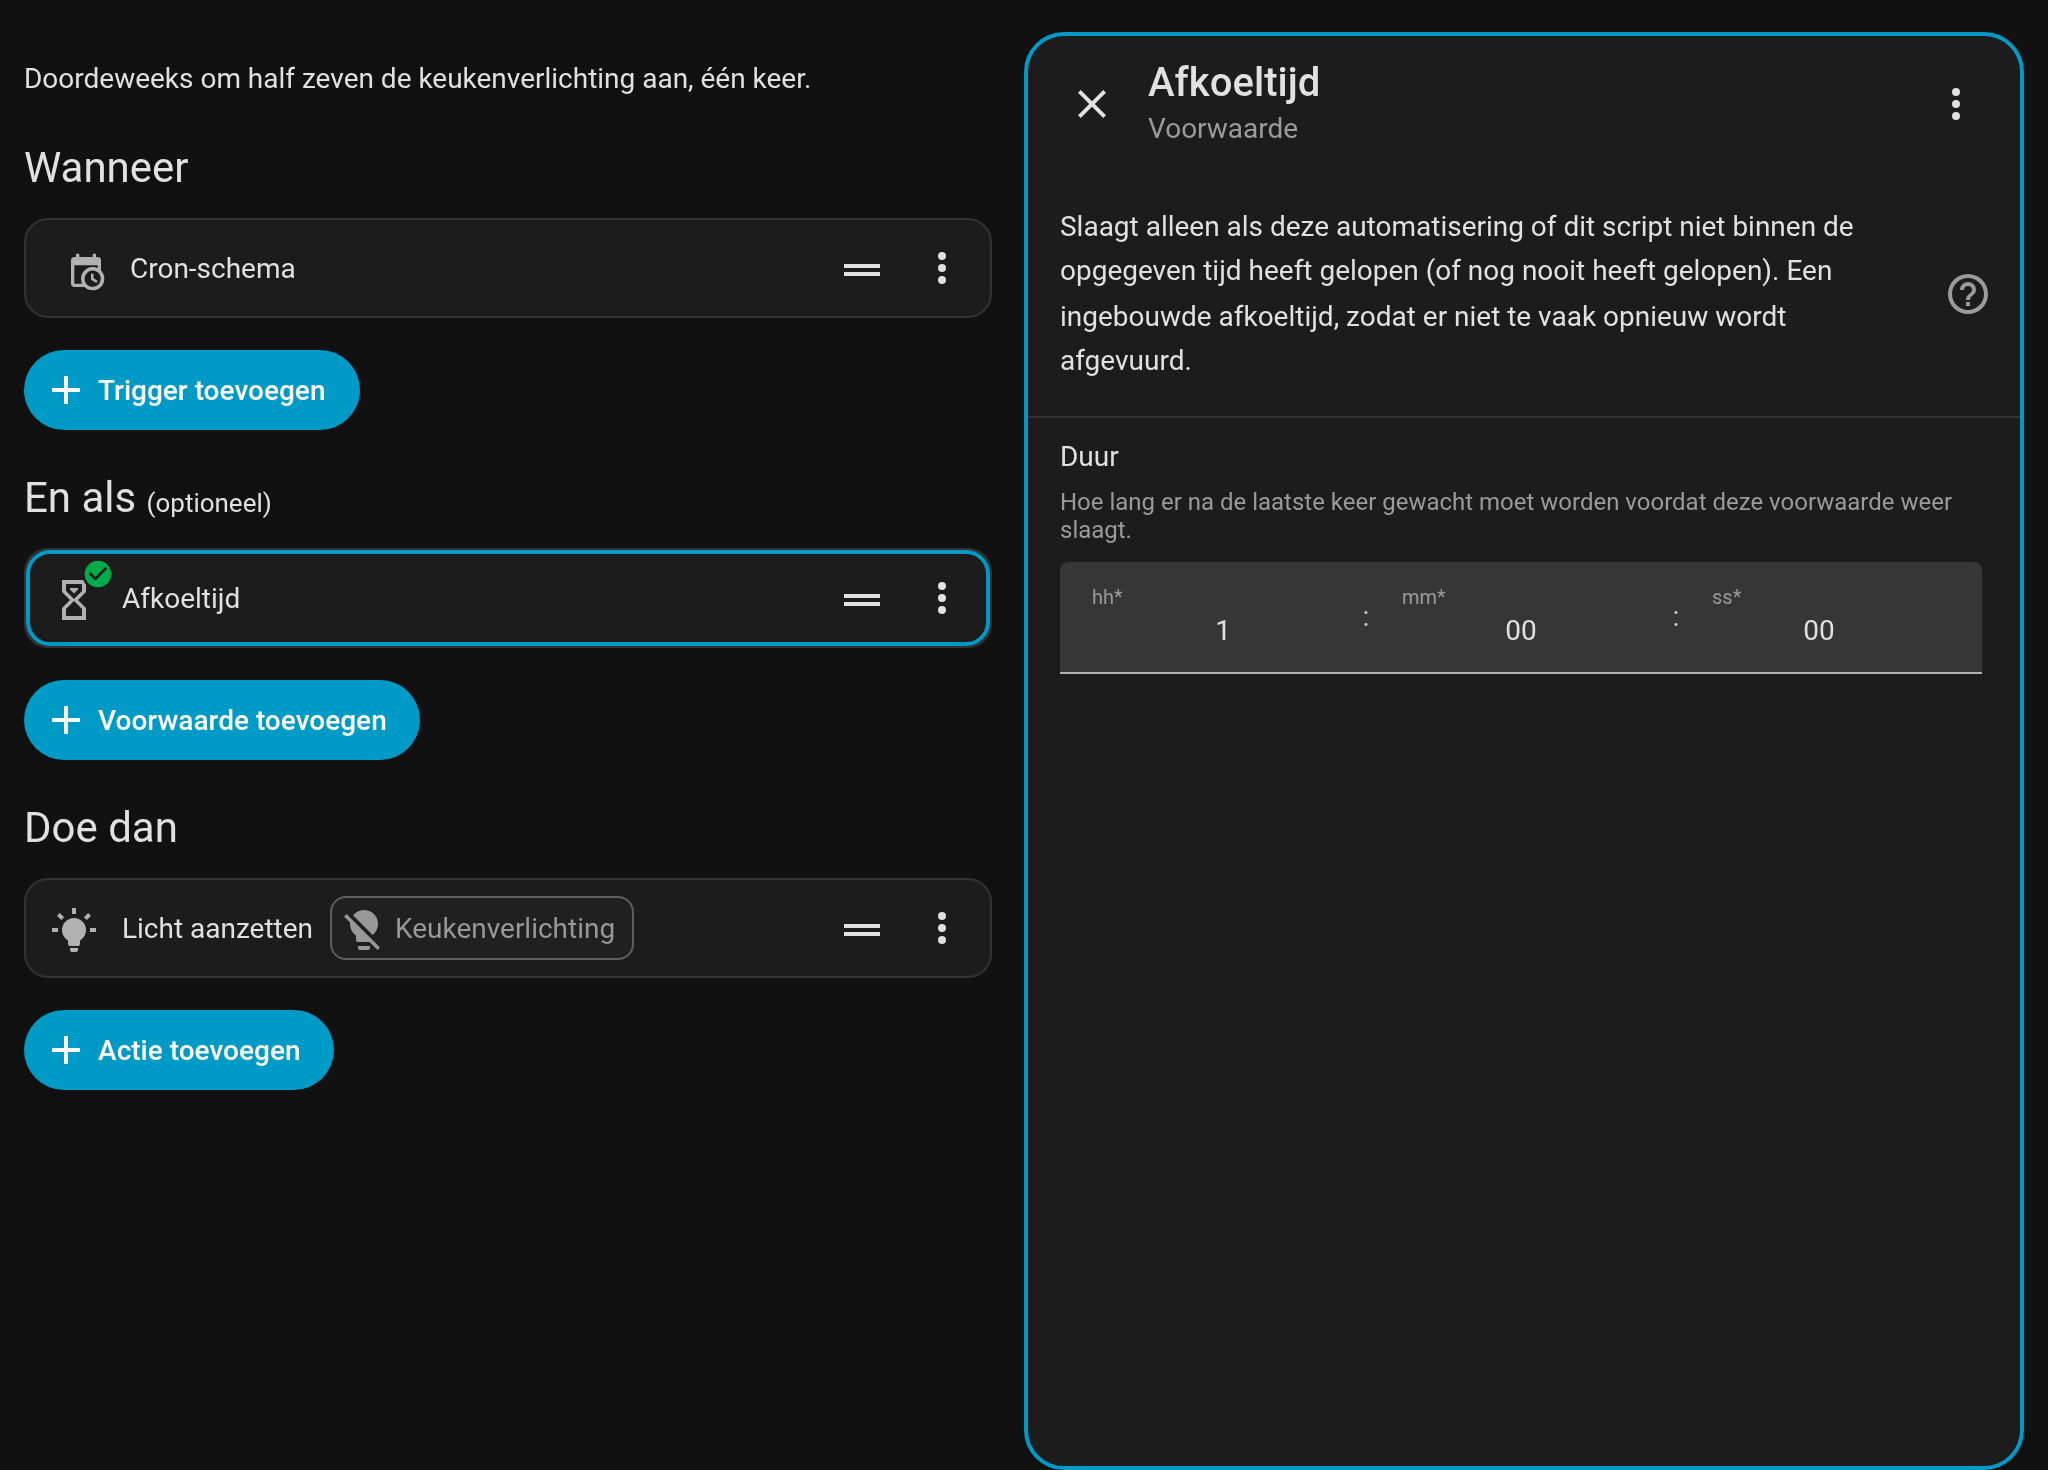 Doordeweeks om half zeven de keukenverlichting aan, één keer.
Wanneer
Cron-schema
Trigger toevoegen
En als (optioneel)
Afkoeltijd
Voorwaarde toevoegen
Doe dan
Licht aanzetten Keukenverlichting
Actie toevoegen
Afkoeltijd
Voorwaarde
Slaagt alleen als deze automatisering of dit script niet binnen de
opgegeven tijd heeft gelopen (of nog nooit heeft gelopen). Een
ingebouwde afkoeltijd, zodat er niet te vaak opnieuw wordt
afgevuurd.
Duur
Hoe lang er na de laatste keer gewacht moet worden voordat deze voorwaarde weer
slaagt.
hh* mm* ss*
1 : 00 : 00